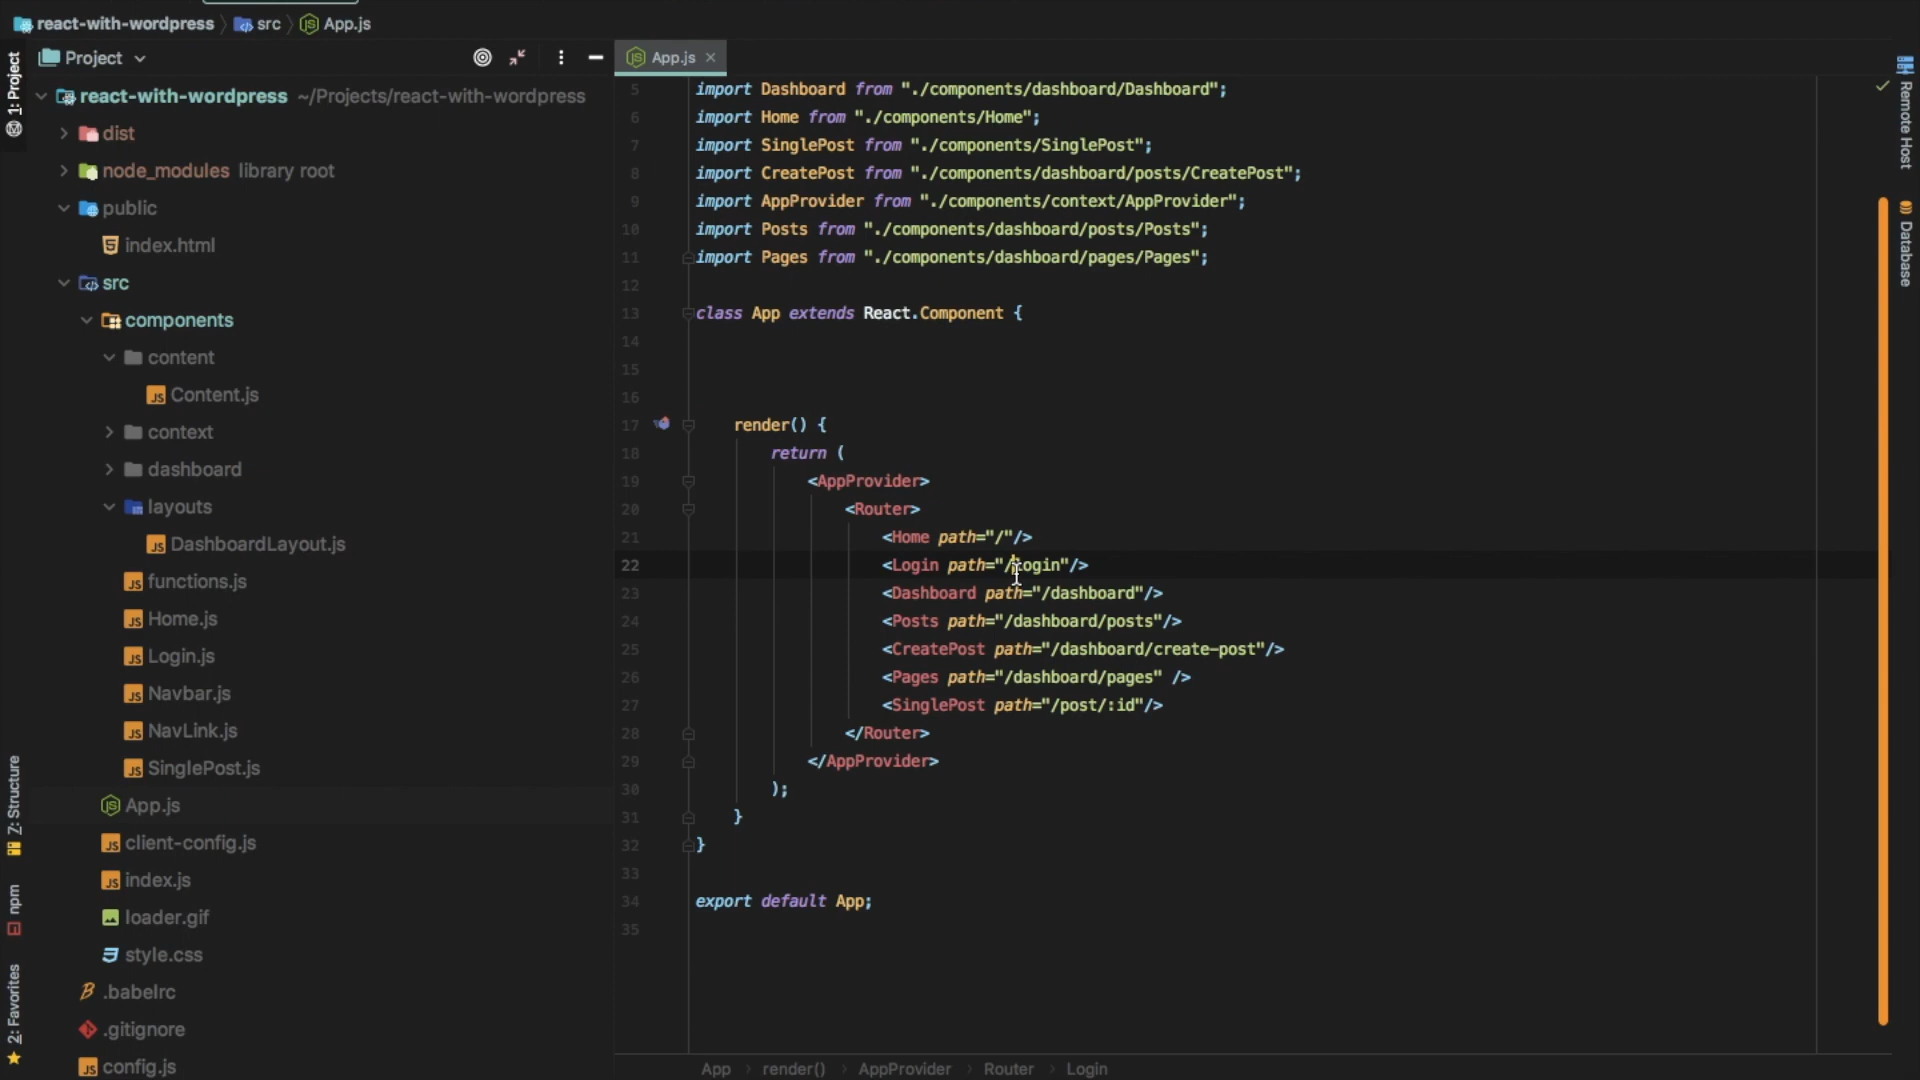 react-with-wordpress src App.js
1: Project
Project
react-with-wordpress ~/Projects/react-with-wordpress
dist
node_modules library root
public
index.html
src
components
content
Content.js
context
dashboard
layouts
DashboardLayout.js
functions.js
Home.js
Login.js
Navbar.js
NavLink.js
SinglePost.js
App.js
client-config.js
index.js
loader.gif
style.css
.babelrc
.gitignore
config.js
Z: Structure
npm
2: Favorites
App.js
5 import Dashboard from "./components/dashboard/Dashboard";
6 import Home from "./components/Home";
7 import SinglePost from "./components/SinglePost";
8 import CreatePost from "./components/dashboard/posts/CreatePost";
9 import AppProvider from "./components/context/AppProvider";
10 import Posts from "./components/dashboard/posts/Posts";
11 import Pages from "./components/dashboard/pages/Pages";
12
13 class App extends React.Component {
14
15
16
17 render() {
18 return (
19 <AppProvider>
20 <Router>
21 <Home path="/"/>
22 <Login path="/login"/>
23 <Dashboard path="/dashboard"/>
24 <Posts path="/dashboard/posts"/>
25 <CreatePost path="/dashboard/create-post"/>
26 <Pages path="/dashboard/pages" />
27 <SinglePost path="/post/:id"/>
28 </Router>
29 </AppProvider>
30 );
31 }
32 }
33
34 export default App;
35
App render() AppProvider Router Login
Remote Host
Database